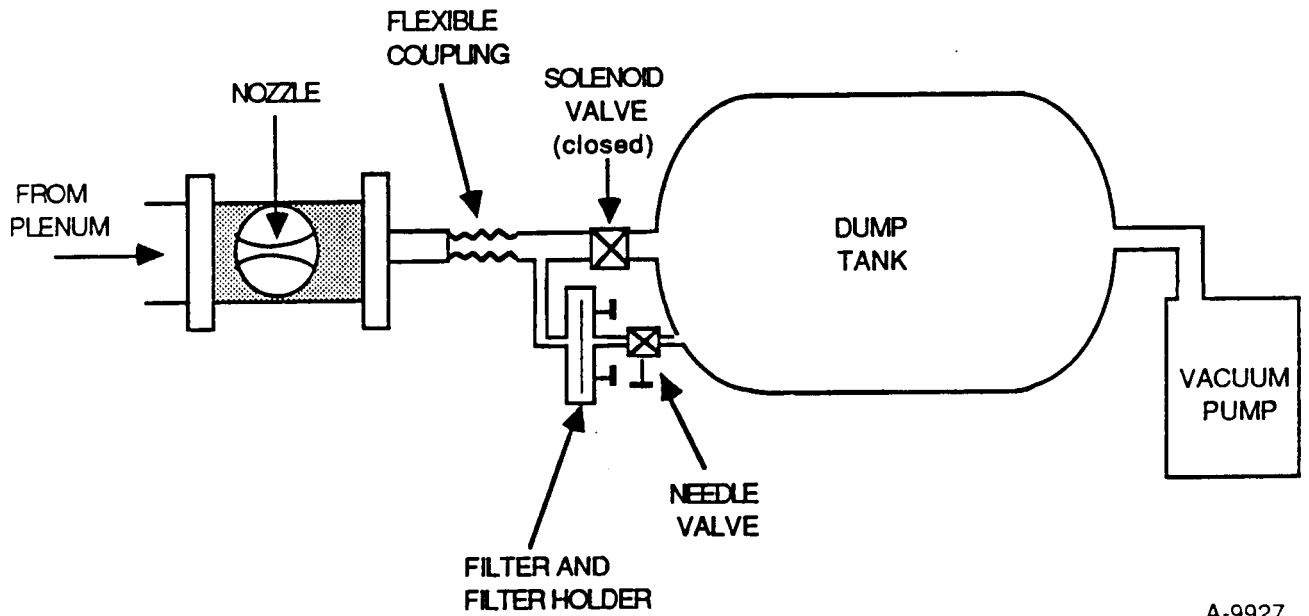 FLEXIBLE
COUPLING
NOZZLE
SOLENOID
VALVE
(closed)
FROM
PLENUM
DUMP
TANK
VACUUM
PUMP
NEEDLE
VALVE
FILTER AND
FILTER HOLDER
A-9927